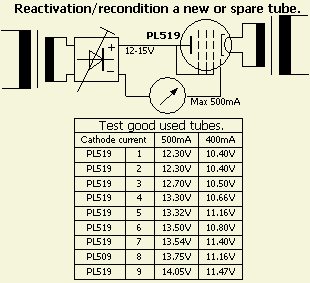 Reactivation/recondition a new or spare tube.
PL519
+
12-15V
-
Max 500mA
Test good used tubes.
Cathode current 500mA 400mA
PL519 1 12.30V 10.40V
PL519 2 12.30V 10.40V
PL519 3 12.70V 10.50V
PL519 4 13.30V 10.66V
PL519 5 13.32V 11.16V
PL519 6 13.50V 10.80V
PL519 7 13.54V 11.40V
PL509 8 13.75V 11.16V
PL519 9 14.05V 11.47V